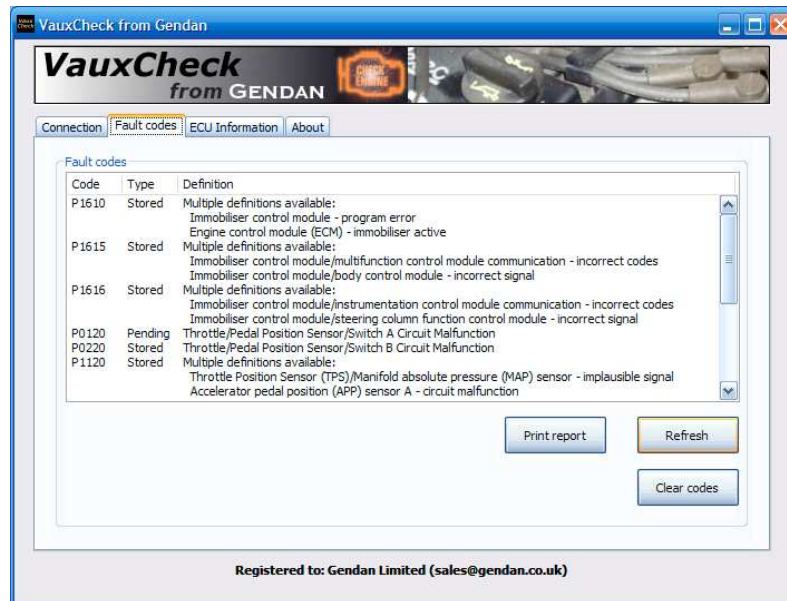 VauxCheck from Gendan
VauxCheck
from GENDAN
CHECK ENGINE
Connection Fault codes ECU Information About
Fault codes
Code Type Definition
P1610 Stored Multiple definitions available:
Immobiliser control module - program error
Engine control module (ECM) - immobiliser active
P1615 Stored Multiple definitions available:
Immobiliser control module/multifunction control module communication - incorrect codes
Immobiliser control module/body control module - incorrect signal
P1616 Stored Multiple definitions available:
Immobiliser control module/instrumentation control module communication - incorrect codes
Immobiliser control module/steering column function control module - incorrect signal
P0120 Pending Throttle/Pedal Position Sensor/Switch A Circuit Malfunction
P0220 Stored Throttle/Pedal Position Sensor/Switch B Circuit Malfunction
P1120 Stored Multiple definitions available:
Throttle Position Sensor (TPS)/Manifold absolute pressure (MAP) sensor - implausible signal
Accelerator pedal position (APP) sensor A - circuit malfunction
Print report Refresh
Clear codes
Registered to: Gendan Limited (sales@gendan.co.uk)